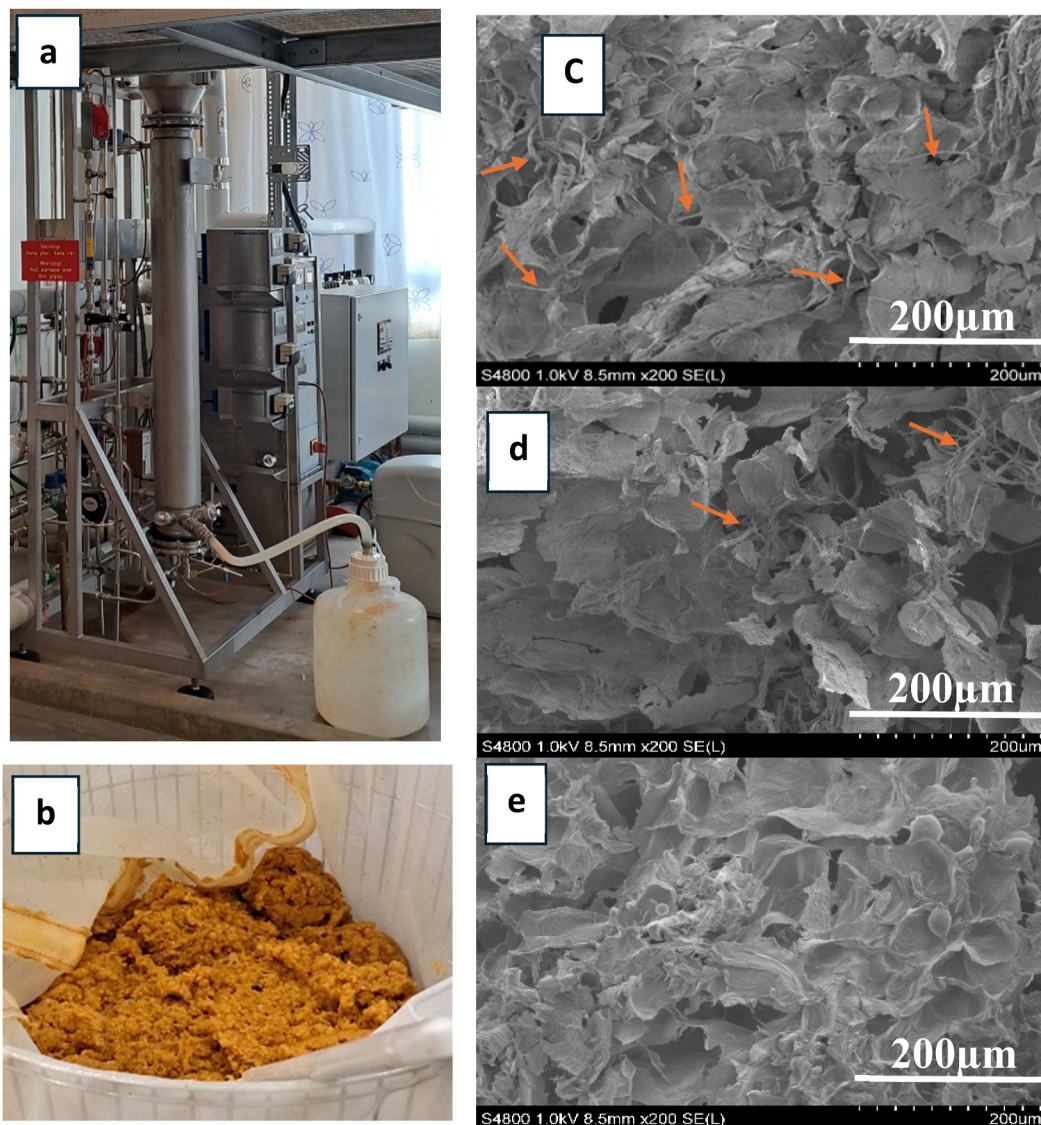 a
Warning!
Hot surface and
Hot pipes
b
C
200µm
S4800 1.0kV 8.5mm x200 SE(L)
200um
d
200µm
S4800 1.0kV 8.5mm x200 SE(L)
200um
e
200µm
S4800 1.0kV 8.5mm x200 SE(L)
200um